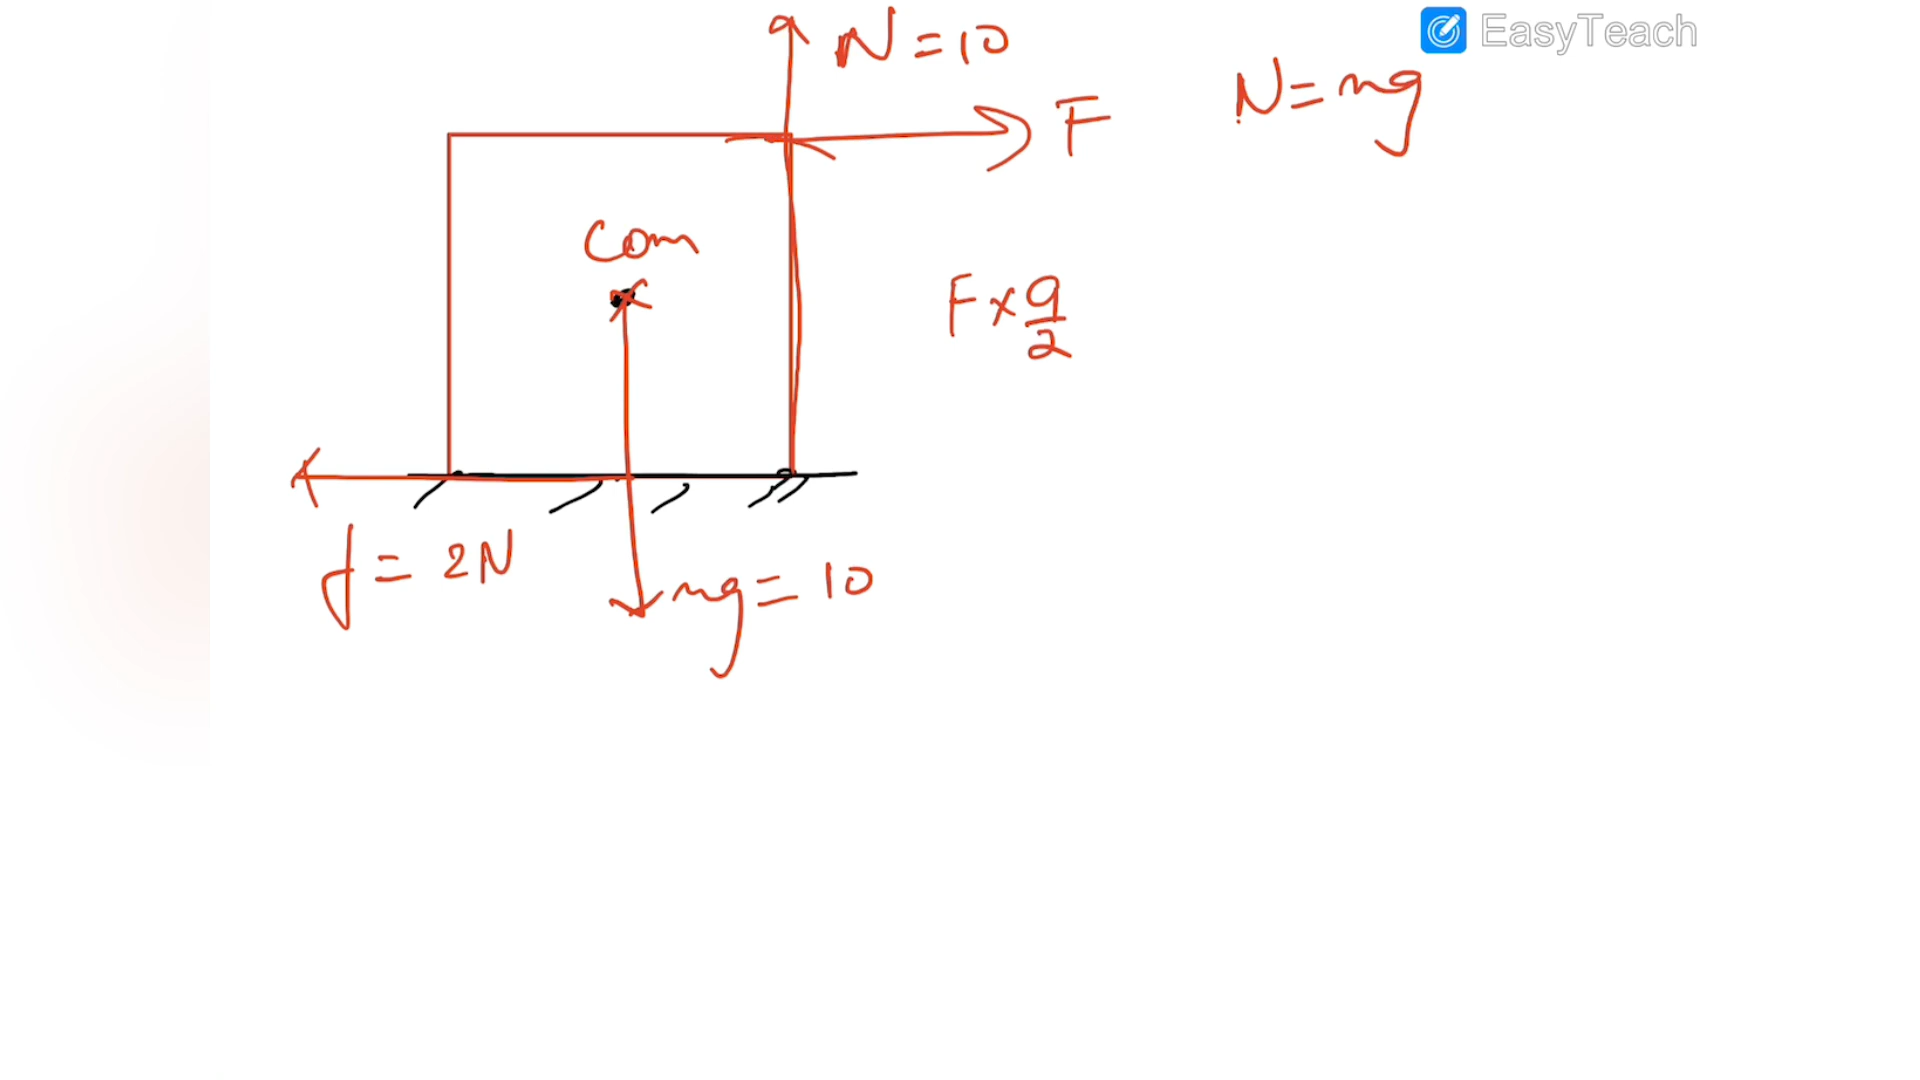 N = 10
EasyTeach
N = mg
F
Com
F × a/2
f = 2N
mg = 10